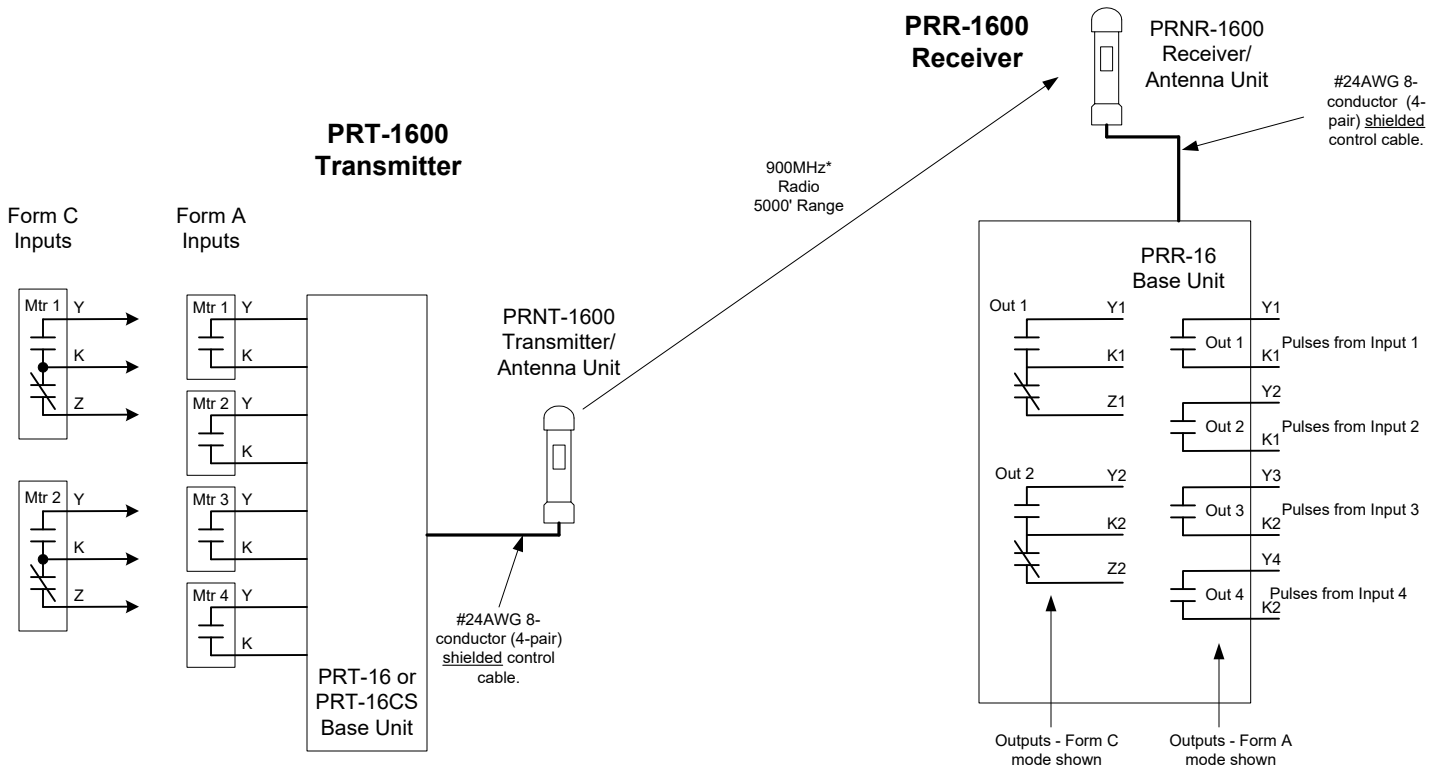 PRR-1600
Receiver
PRNR-1600
Receiver/
Antenna Unit
#24AWG 8-
conductor (4-
pair) shielded
control cable.
PRT-1600
Transmitter
900MHz*
Radio
5000' Range
Form C
Inputs
Form A
Inputs
Mtr 1
Y
K
Z
Mtr 2
Y
K
Z
Mtr 1
Y
K
Mtr 2
Y
K
Mtr 3
Y
K
Mtr 4
Y
K
PRT-16 or
PRT-16CS
Base Unit
PRNT-1600
Transmitter/
Antenna Unit
#24AWG 8-
conductor (4-pair)
shielded control
cable.
PRR-16
Base Unit
Out 1
Y1
K1
Z1
Out 2
Y2
K2
Z2
Y1
Out 1
Pulses from Input 1
K1
Y2
Out 2
Pulses from Input 2
K1
Y3
Out 3
Pulses from Input 3
K2
Y4
Out 4
Pulses from Input 4
K2
Outputs - Form C
mode shown
Outputs - Form A
mode shown